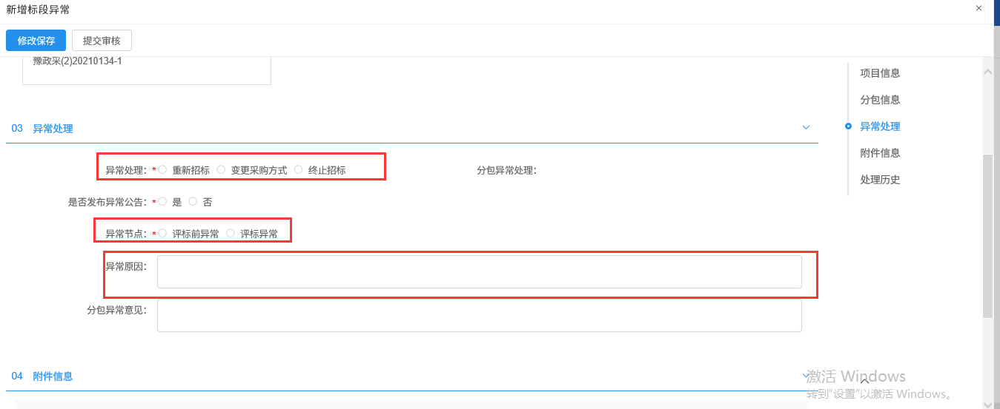 新增标段异常
×
修改保存 提交审核
豫政采(2)20210134-1
项目信息
分包信息
异常处理
附件信息
处理历史
03 异常处理
异常处理：* 重新招标 变更采购方式 终止招标 分包异常处理：
是否发布异常公告：* 是 否
异常节点：* 评标前异常 评标异常
异常原因：
分包异常意见：
04 附件信息
激活 Windows
转到"设置"以激活 Windows。